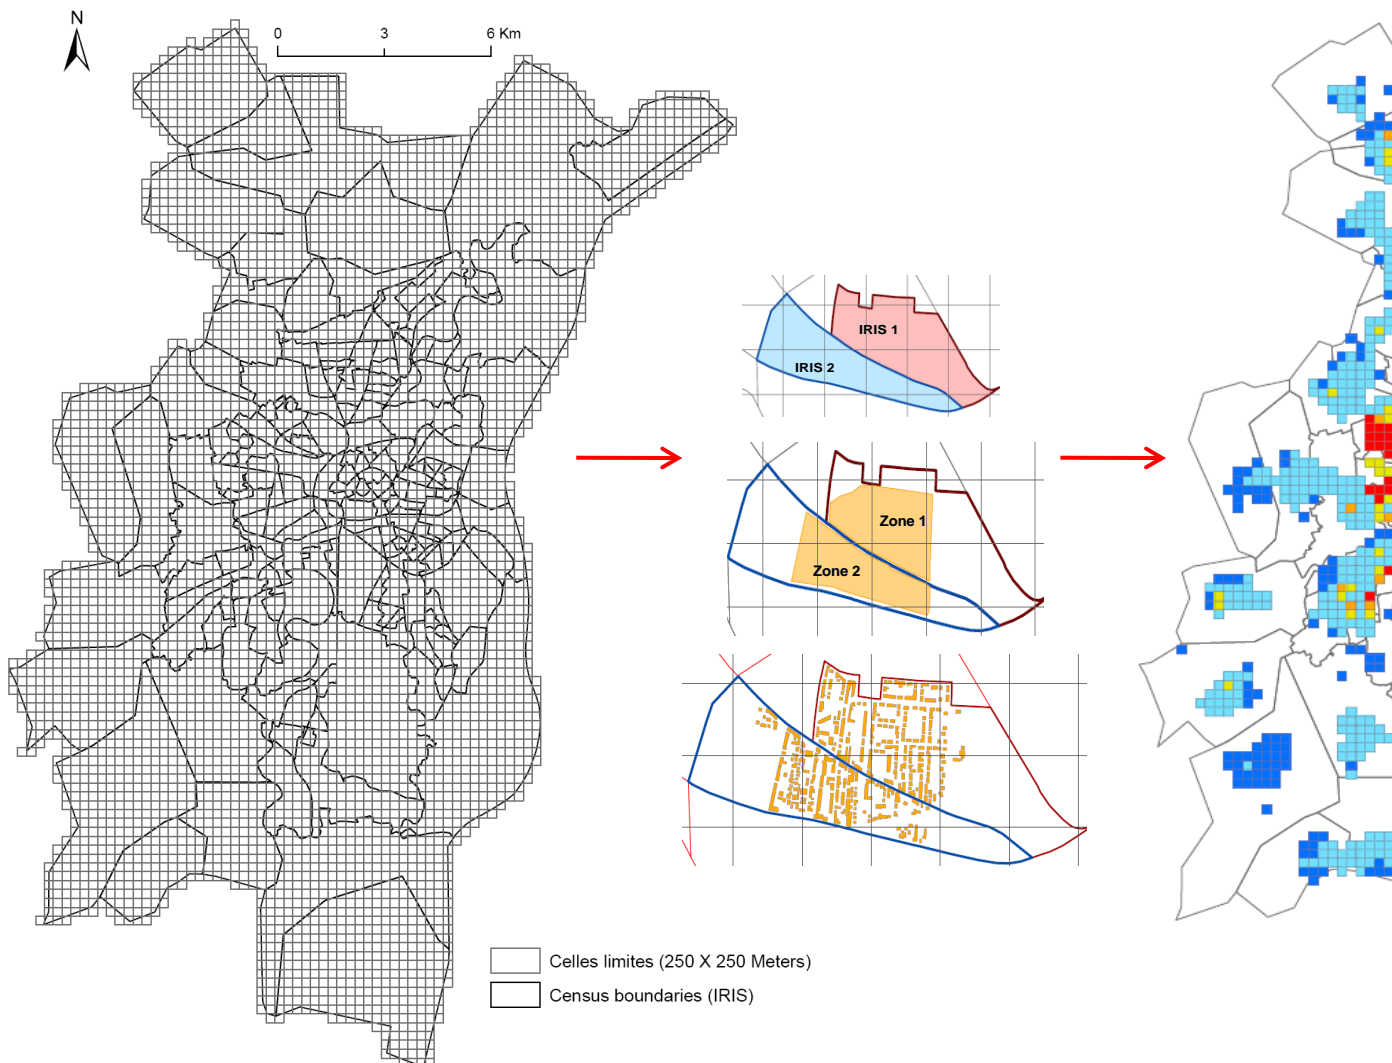 N
0 3 6 Km
IRIS 1
IRIS 2
Zone 1
Zone 2
Celles limites (250 X 250 Meters)
Census boundaries (IRIS)